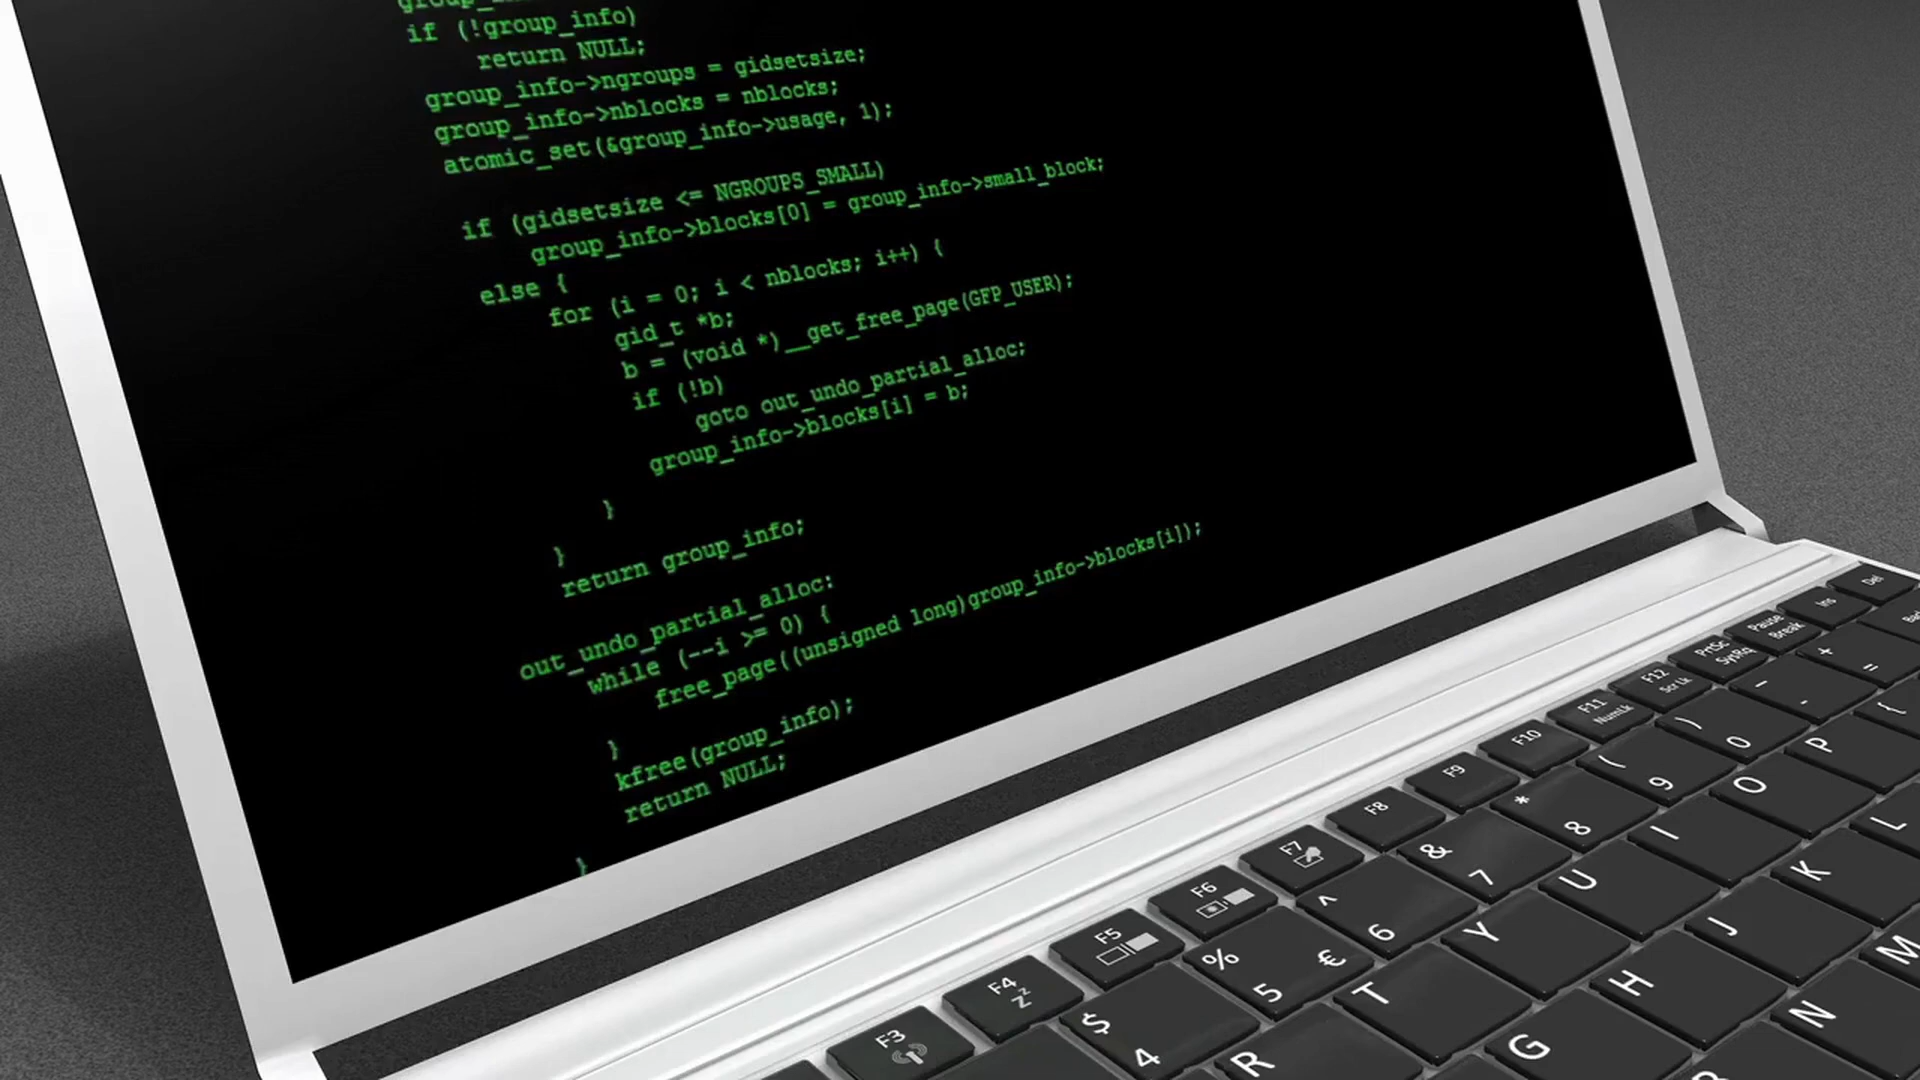 if (!group_info)
return NULL;
group_info->ngroups = gidsetsize;
group_info->nblocks = nblocks;
atomic_set(&group_info->usage, 1);
if (gidsetsize <= NGROUPS_SMALL)
group_info->blocks[0] = group_info->small_block;
else {
for (i = 0; i < nblocks; i++) {
gid_t *b;
b = (void *)__get_free_page(GFP_USER);
if (!b)
goto out_undo_partial_alloc;
group_info->blocks[i] = b;
}
}
return group_info;
out_undo_partial_alloc:
while (--i >= 0) {
free_page((unsigned long)group_info->blocks[i]);
}
kfree(group_info);
return NULL;
}
F3 F4 F5 F6 F7 F8 F9 F10 F11 NumLk F12 Scr Lk PrtSc SysRq Pause Break Ins Del
$ 4 % 5 € ^ 6 & 7 * 8 ( 9 ) 0 _ - + =
R T Y U I O P {
G H J K L
N M